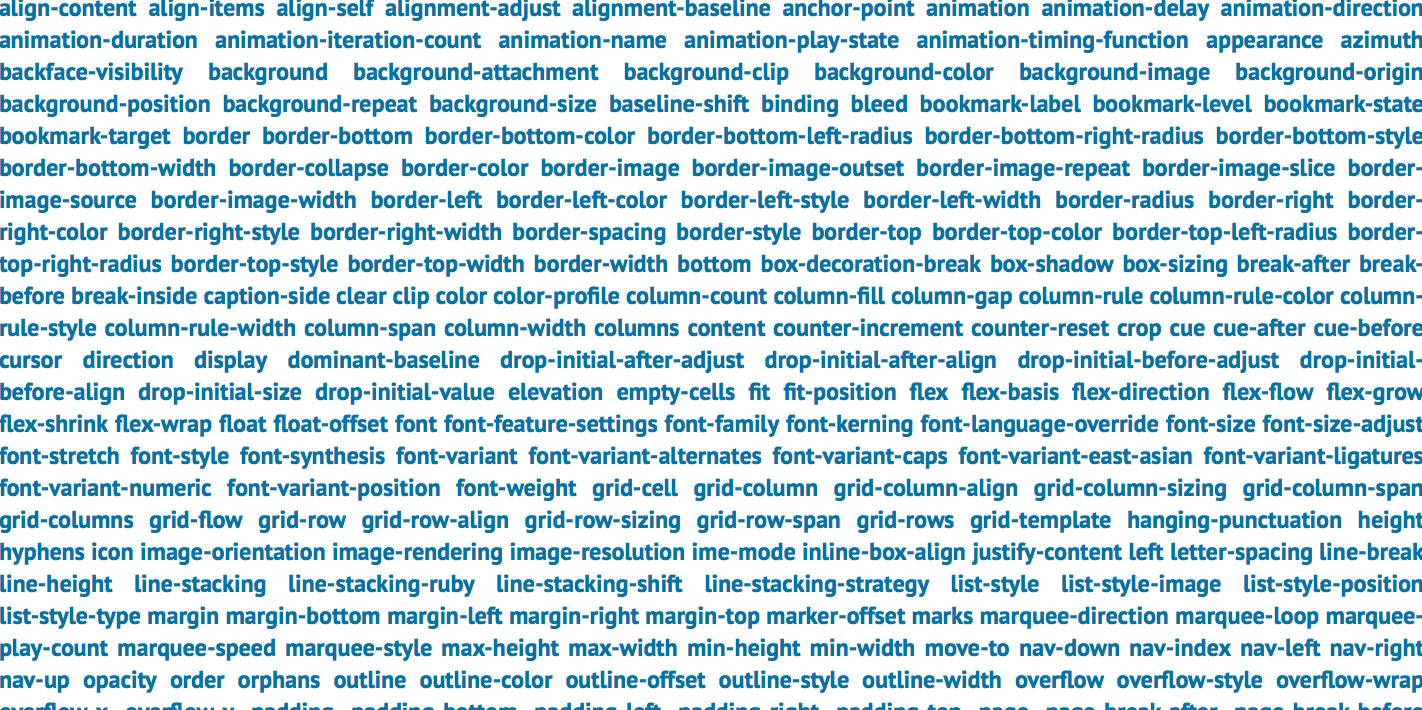 align-content align-items align-self alignment-adjust alignment-baseline anchor-point animation animation-delay animation-direction
animation-duration animation-iteration-count animation-name animation-play-state animation-timing-function appearance azimuth
backface-visibility background background-attachment background-clip background-color background-image background-origin
background-position background-repeat background-size baseline-shift binding bleed bookmark-label bookmark-level bookmark-state
bookmark-target border border-bottom border-bottom-color border-bottom-left-radius border-bottom-right-radius border-bottom-style
border-bottom-width border-collapse border-color border-image border-image-outset border-image-repeat border-image-slice border-
image-source border-image-width border-left border-left-color border-left-style border-left-width border-radius border-right border-
right-color border-right-style border-right-width border-spacing border-style border-top border-top-color border-top-left-radius border-
top-right-radius border-top-style border-top-width border-width bottom box-decoration-break box-shadow box-sizing break-after break-
before break-inside caption-side clear clip color color-profile column-count column-fill column-gap column-rule column-rule-color column-
rule-style column-rule-width column-span column-width columns content counter-increment counter-reset crop cue cue-after cue-before
cursor direction display dominant-baseline drop-initial-after-adjust drop-initial-after-align drop-initial-before-adjust drop-initial-
before-align drop-initial-size drop-initial-value elevation empty-cells fit fit-position flex flex-basis flex-direction flex-flow flex-grow
flex-shrink flex-wrap float float-offset font font-feature-settings font-family font-kerning font-language-override font-size font-size-adjust
font-stretch font-style font-synthesis font-variant font-variant-alternates font-variant-caps font-variant-east-asian font-variant-ligatures
font-variant-numeric font-variant-position font-weight grid-cell grid-column grid-column-align grid-column-sizing grid-column-span
grid-columns grid-flow grid-row grid-row-align grid-row-sizing grid-row-span grid-rows grid-template hanging-punctuation height
hyphens icon image-orientation image-rendering image-resolution ime-mode inline-box-align justify-content left letter-spacing line-break
line-height line-stacking line-stacking-ruby line-stacking-shift line-stacking-strategy list-style list-style-image list-style-position
list-style-type margin margin-bottom margin-left margin-right margin-top marker-offset marks marquee-direction marquee-loop marquee-
play-count marquee-speed marquee-style max-height max-width min-height min-width move-to nav-down nav-index nav-left nav-right
nav-up opacity order orphans outline outline-color outline-offset outline-style outline-width overflow overflow-style overflow-wrap
overflow-x overflow-y padding padding-bottom padding-left padding-right padding-top page page-break-after page-break-before